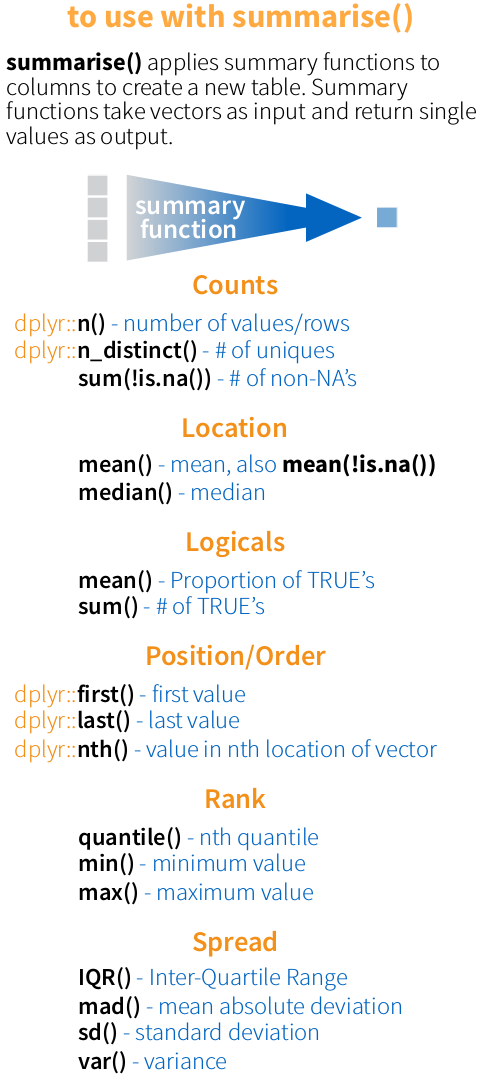 to use with summarise()
summarise() applies summary functions to
columns to create a new table. Summary
functions take vectors as input and return single
values as output.
summary
function
Counts
dplyr::n() - number of values/rows
dplyr::n_distinct() - # of uniques
sum(!is.na()) - # of non-NA’s
Location
mean() - mean, also mean(!is.na())
median() - median
Logicals
mean() - Proportion of TRUE’s
sum() - # of TRUE’s
Position/Order
dplyr::first() - first value
dplyr::last() - last value
dplyr::nth() - value in nth location of vector
Rank
quantile() - nth quantile
min() - minimum value
max() - maximum value
Spread
IQR() - Inter-Quartile Range
mad() - mean absolute deviation
sd() - standard deviation
var() - variance